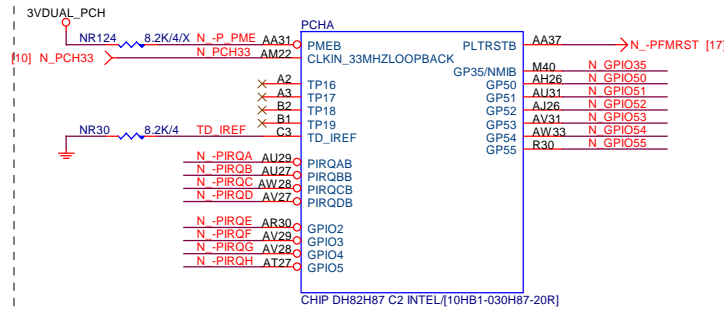 3VDUAL_PCH
PCHA
NR124 8.2K/4/X N_-P_PME AA31 PMEB PLTRSTB AA37 N_-PFMRST [17]
[10] N_PCH33 N_PCH33 AM22 CLKIN_33MHZLOOPBACK
GP35/NMIB M40 N_GPIO35
A2 TP16 GP50 AH26 N_GPIO50
A3 TP17 GP51 AU31 N_GPIO51
B2 TP18 GP52 AJ26 N_GPIO52
B1 TP19 GP53 AV31 N_GPIO53
NR30 8.2K/4 TD_IREF C3 TD_IREF GP54 AW33 N_GPIO54
GP55 R30 N_GPIO55
N_-PIRQA AU29 PIRQAB
N_-PIRQB AU27 PIRQBB
N_-PIRQC AW28 PIRQCB
N_-PIRQD AV27 PIRQDB
N_-PIRQE AR30 GPIO2
N_-PIRQF AV29 GPIO3
N_-PIRQG AV28 GPIO4
N_-PIRQH AT27 GPIO5
CHIP DH82H87 C2 INTEL/[10HB1-030H87-20R]